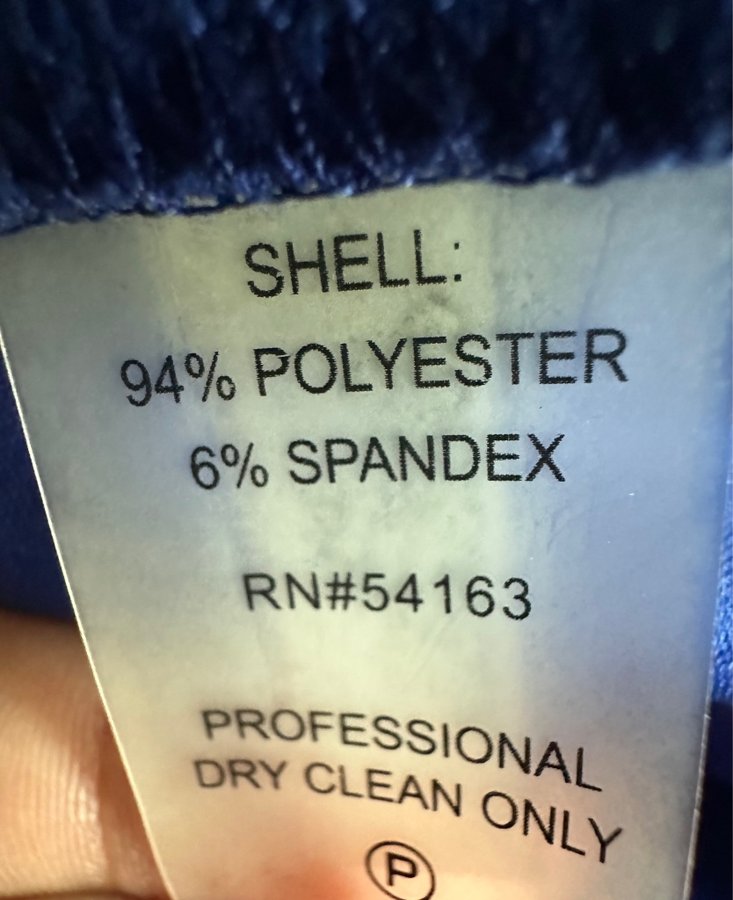 SHELL:
94% POLYESTER
6% SPANDEX
RN#54163
PROFESSIONAL
DRY CLEAN ONLY
P